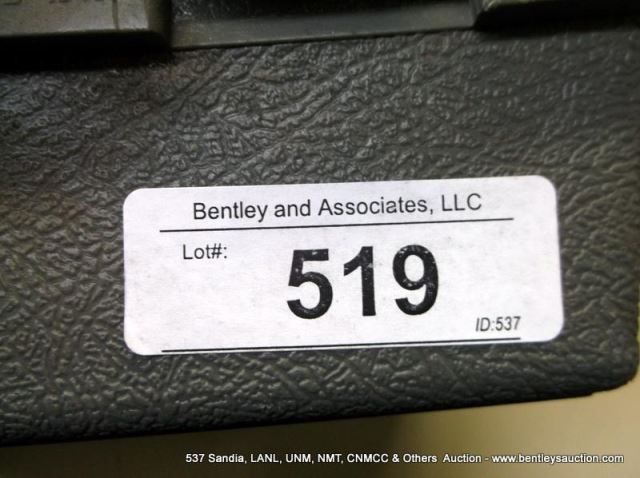 Bentley and Associates, LLC
Lot#:
519
ID:537
537 Sandia, LANL, UNM, NMT, CNMCC & Others Auction - www.bentleysauction.com